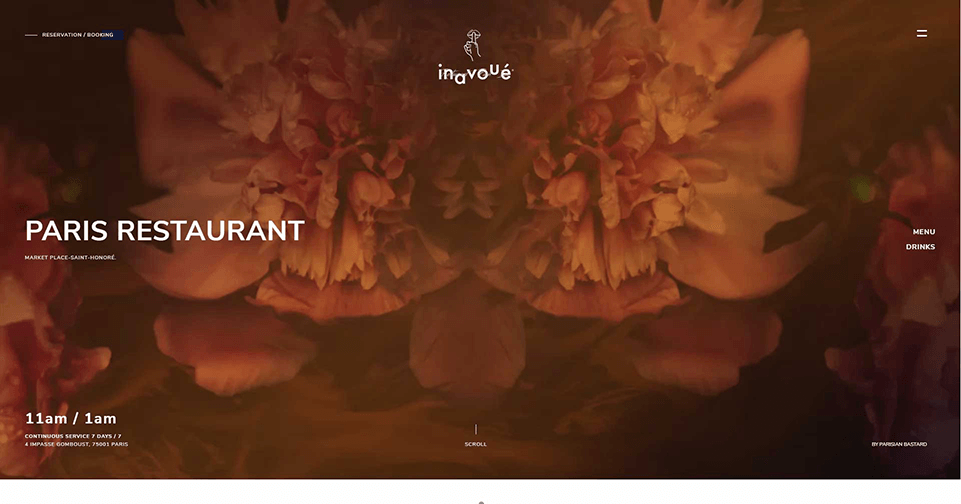 RESERVATION / BOOKING
inavoué
PARIS RESTAURANT
MARKET PLACE-SAINT-HONORÉ.
MENU
DRINKS
11am / 1am
CONTINUOUS SERVICE 7 DAYS / 7
4 IMPASSE GOMBOUST, 75001 PARIS
SCROLL
BY PARISIAN BASTARD